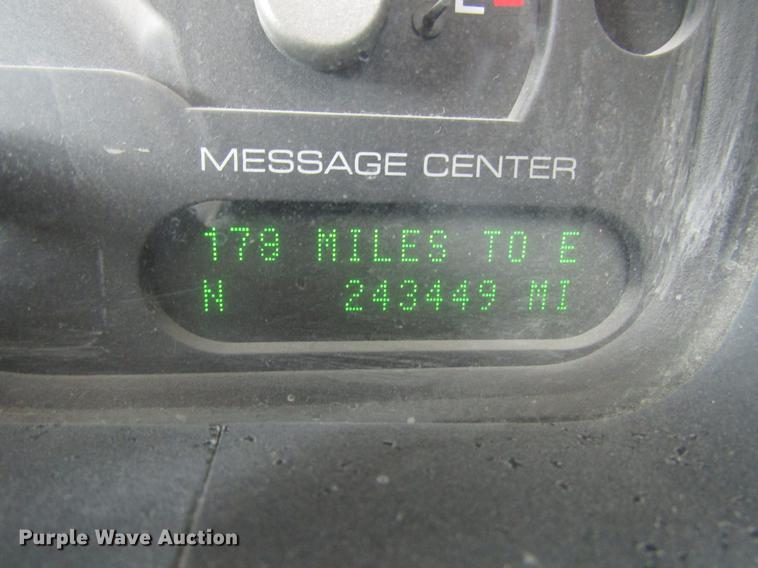 E
MESSAGE CENTER
178 MILES TO E
N 243449 MI
Purple Wave Auction